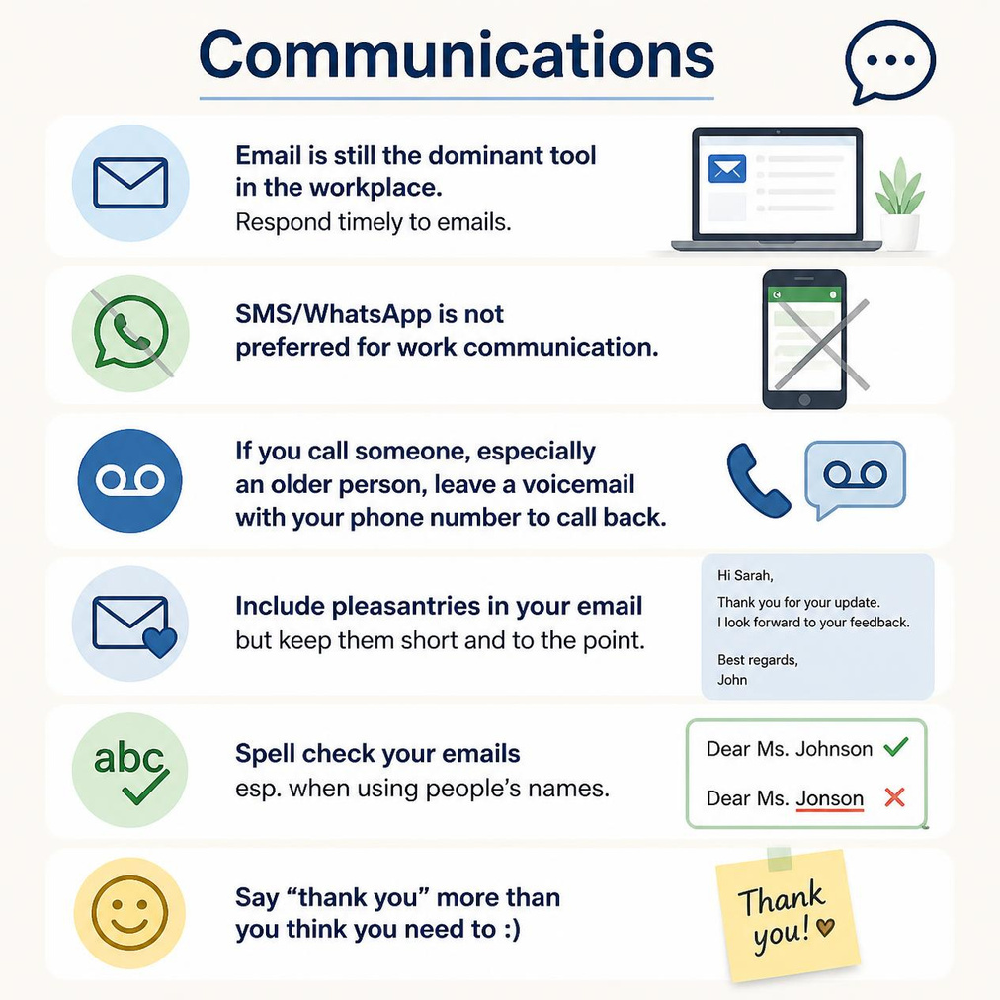 Communications
Email is still the dominant tool
in the workplace.
Respond timely to emails.
SMS/WhatsApp is not
preferred for work communication.
If you call someone, especially
an older person, leave a voicemail
with your phone number to call back.
Include pleasantries in your email
but keep them short and to the point.
Hi Sarah,
Thank you for your update.
I look forward to your feedback.
Best regards,
John
abc
Spell check your emails
esp. when using people’s names.
Dear Ms. Johnson
Dear Ms. Jonson
Say “thank you” more than
you think you need to :)
Thank
you!